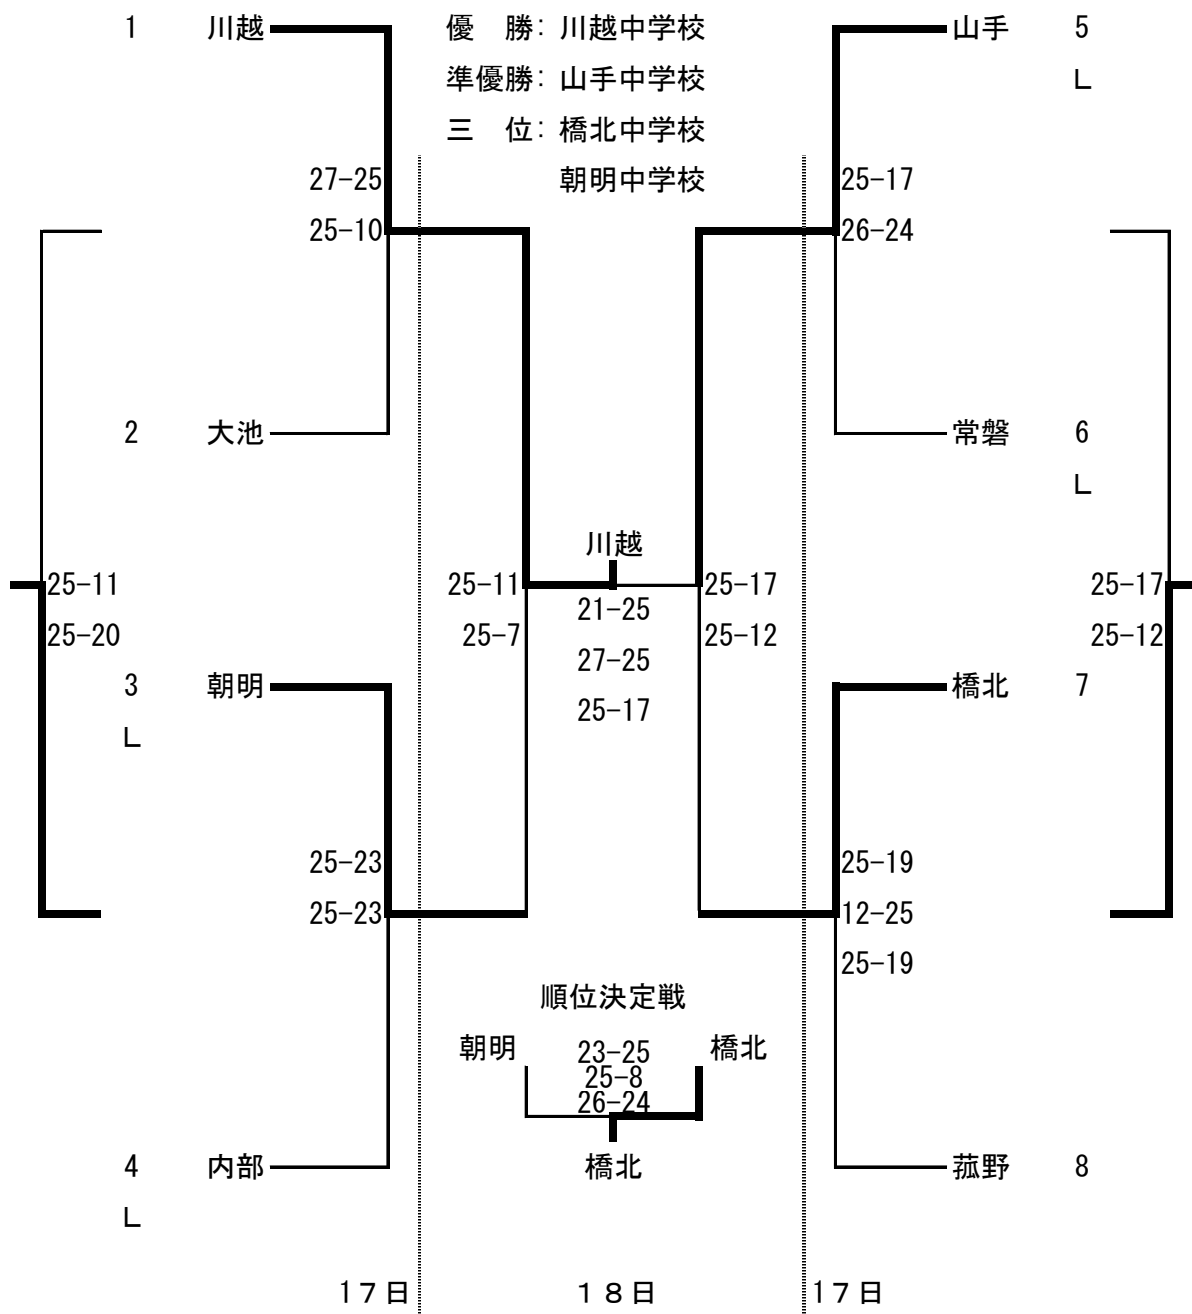 1 川越 優　勝：川越中学校 山手 5
準優勝：山手中学校 L
三　位：橋北中学校
27-25 朝明中学校 25-17
25-10 26-24
2 大池 常磐 6
L
川越
25-11 25-11 25-17 25-17
21-25
25-20 25-7 25-12 25-12
27-25
3 朝明 橋北 7
25-17
L
25-23 25-19
25-23 12-25
25-19
順位決定戦
朝明 23-25 橋北
25-8
26-24
4 内部 橋北 菰野 8
L
17日 18日 17日